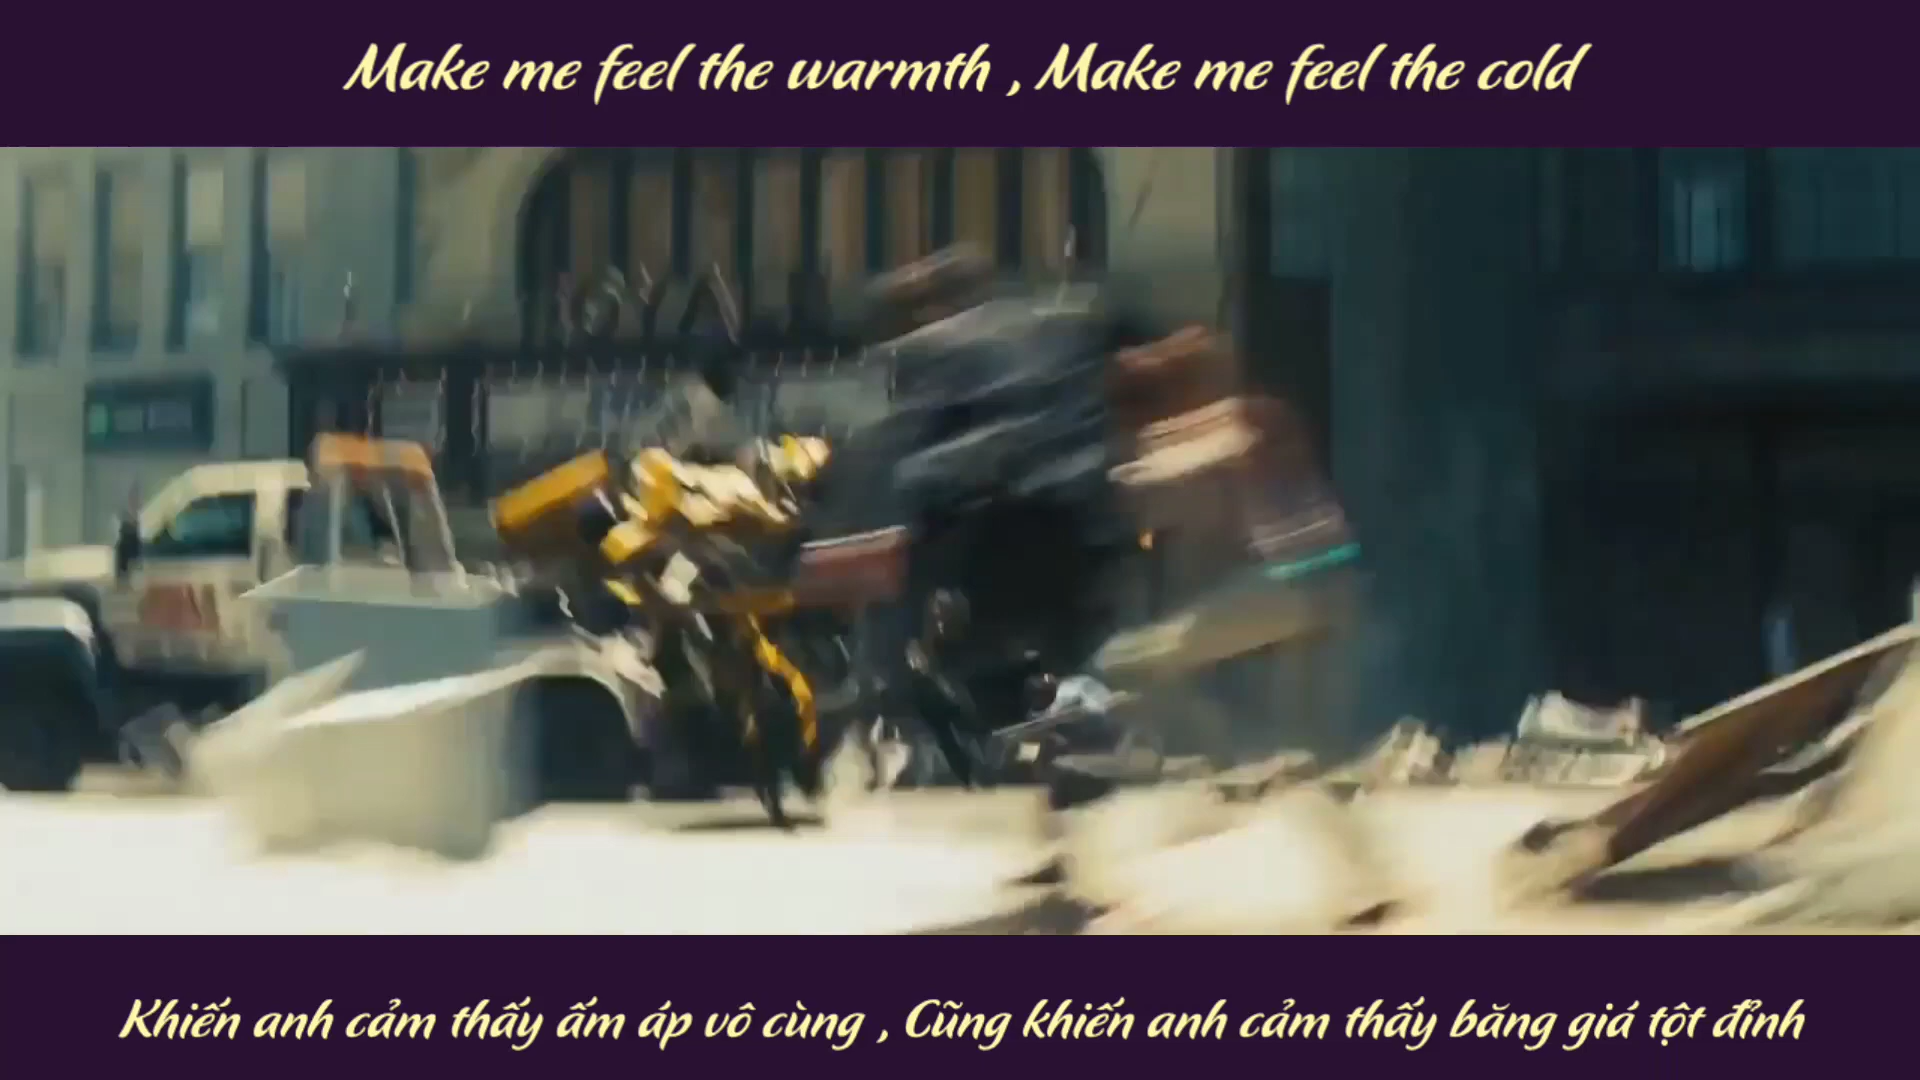 Make me feel the warmth , Make me feel the cold
Khiến anh cảm thấy ấm áp vô cùng , Cũng khiến anh cảm thấy băng giá tột đỉnh